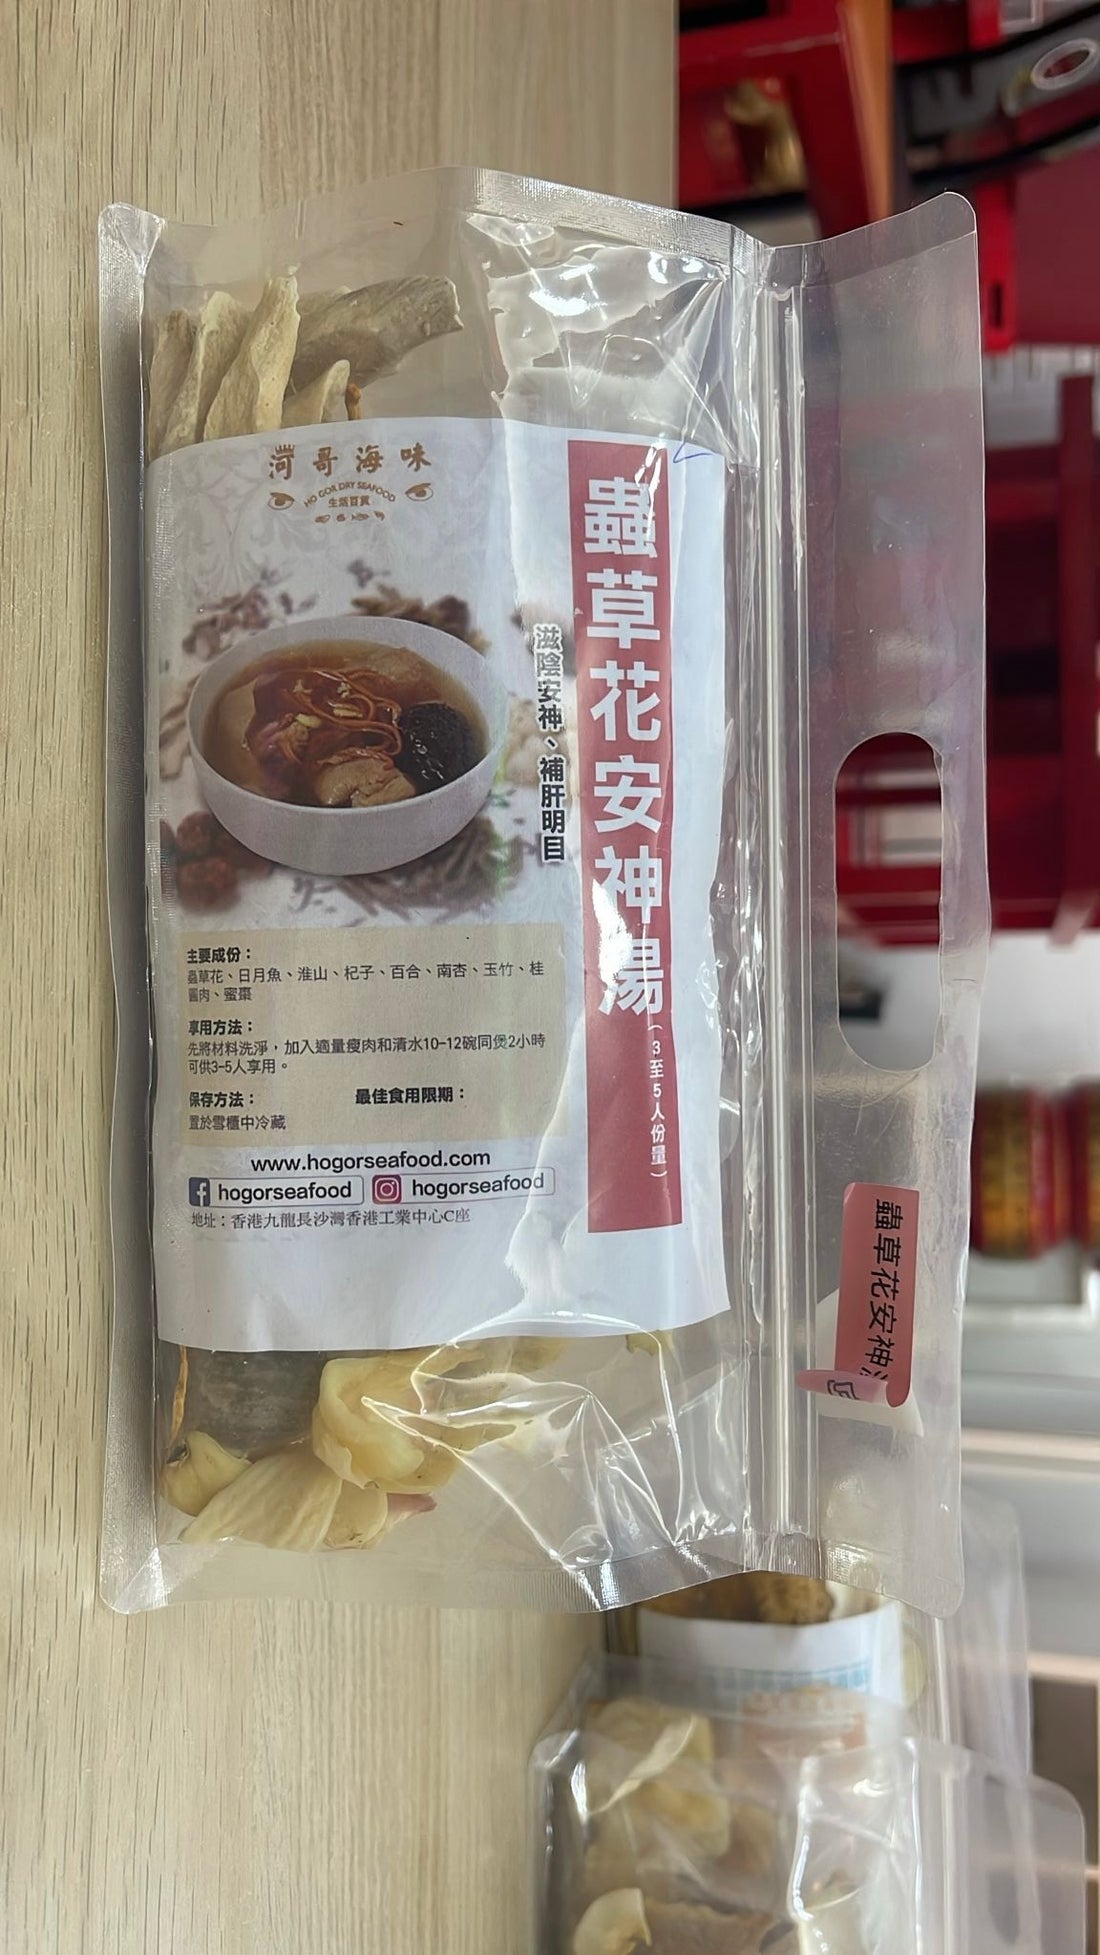 河哥海味
HO GOR DRY SEAFOOD
生活百貨
蟲草花安神湯
(3至5人份量)
滋陰安神、補肝明目
主要成份：
蟲草花、日月魚、淮山、杞子、百合、南杏、玉竹、桂
圓肉、蜜棗
享用方法：
先將材料洗淨，加入適量瘦肉和清水10-12碗同煲2小時
可供3-5人享用。
保存方法：
最佳食用限期：
置於雪櫃中冷藏
www.hogorseafood.com
hogorseafood
hogorseafood
地址：香港九龍長沙灣香港工業中心C座
蟲草花安神